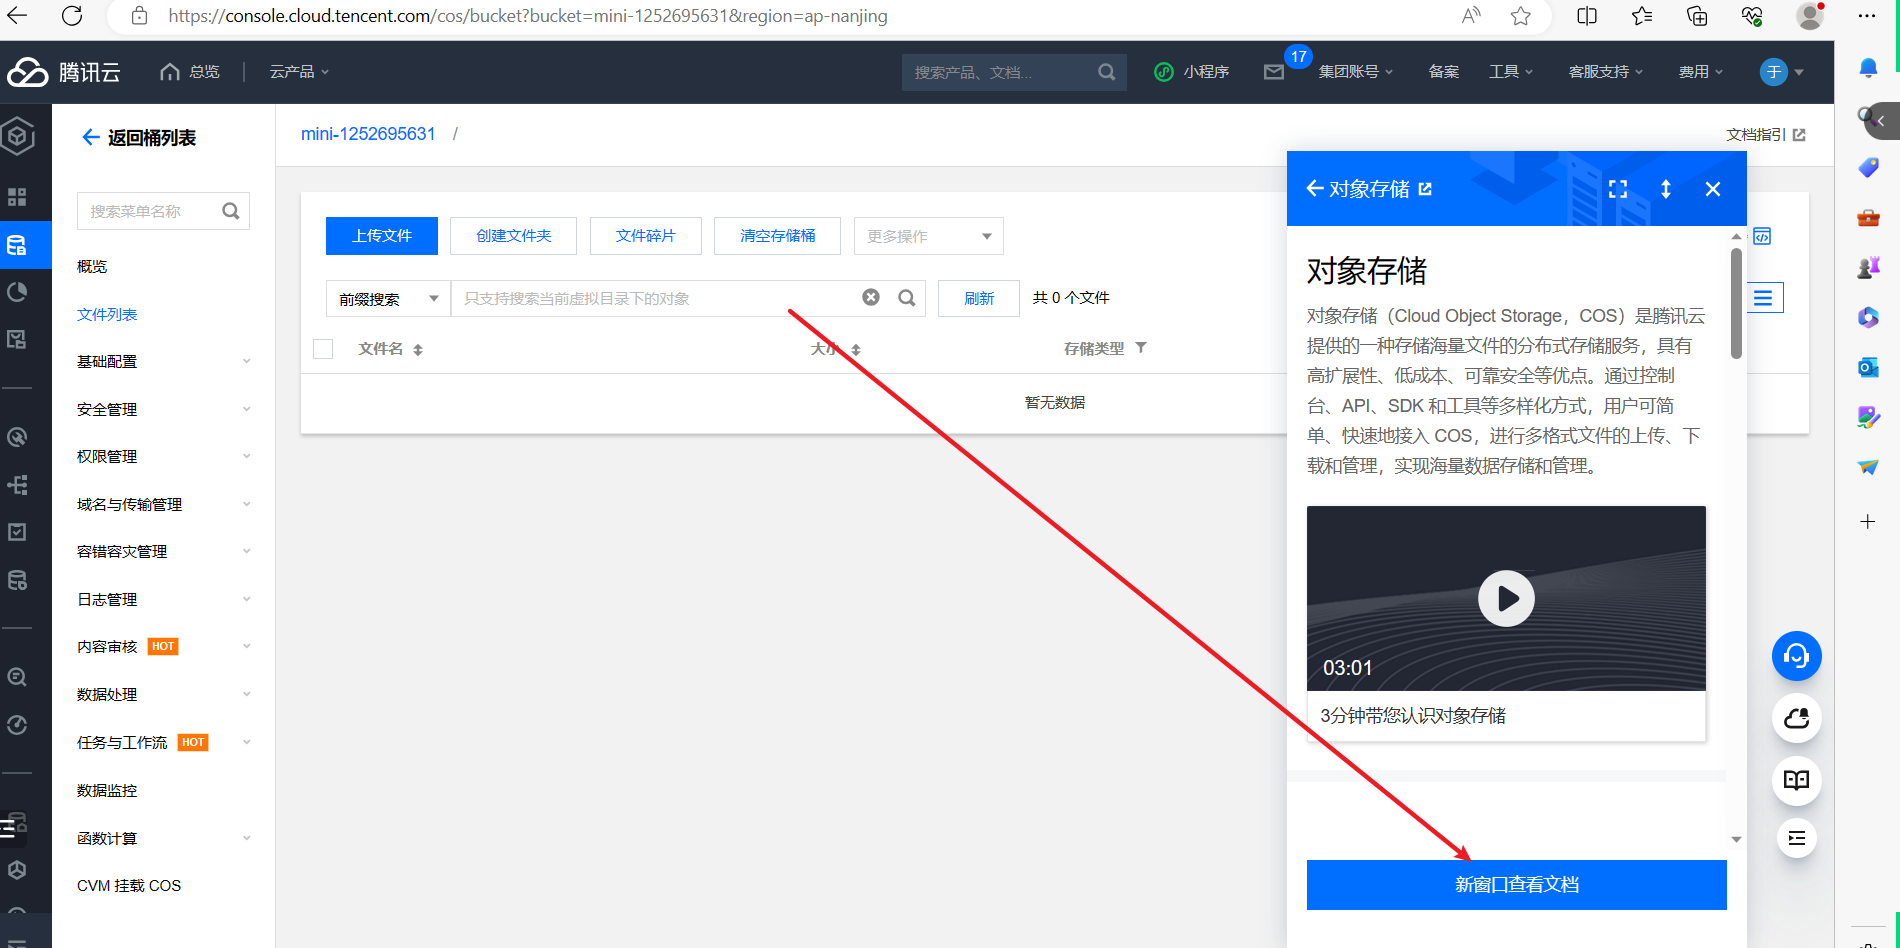 https://console.cloud.tencent.com/cos/bucket?bucket=mini-1252695631&region=ap-nanjing
腾讯云
总览
云产品
搜索产品、文档...
小程序
17
集团账号
备案
工具
客服支持
费用
于
返回桶列表
搜索菜单名称
概览
文件列表
基础配置
安全管理
权限管理
域名与传输管理
容错容灾管理
日志管理
内容审核 HOT
数据处理
任务与工作流 HOT
数据监控
函数计算
CVM 挂载 COS
mini-1252695631 /
文档指引
上传文件
创建文件夹
文件碎片
清空存储桶
更多操作
前缀搜索
只支持搜索当前虚拟目录下的对象
刷新
共 0 个文件
文件名
大小
存储类型
暂无数据
对象存储
对象存储
对象存储（Cloud Object Storage，COS）是腾讯云
提供的一种存储海量文件的分布式存储服务，具有
高扩展性、低成本、可靠安全等优点。通过控制
台、API、SDK 和工具等多样化方式，用户可简
单、快速地接入 COS，进行多格式文件的上传、下
载和管理，实现海量数据存储和管理。
03:01
3分钟带您认识对象存储
新窗口查看文档